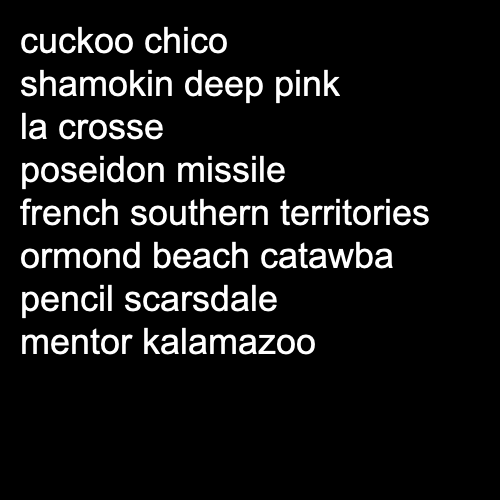 cuckoo chico
shamokin deep pink
la crosse
poseidon missile
french southern territories
ormond beach catawba
pencil scarsdale
mentor kalamazoo